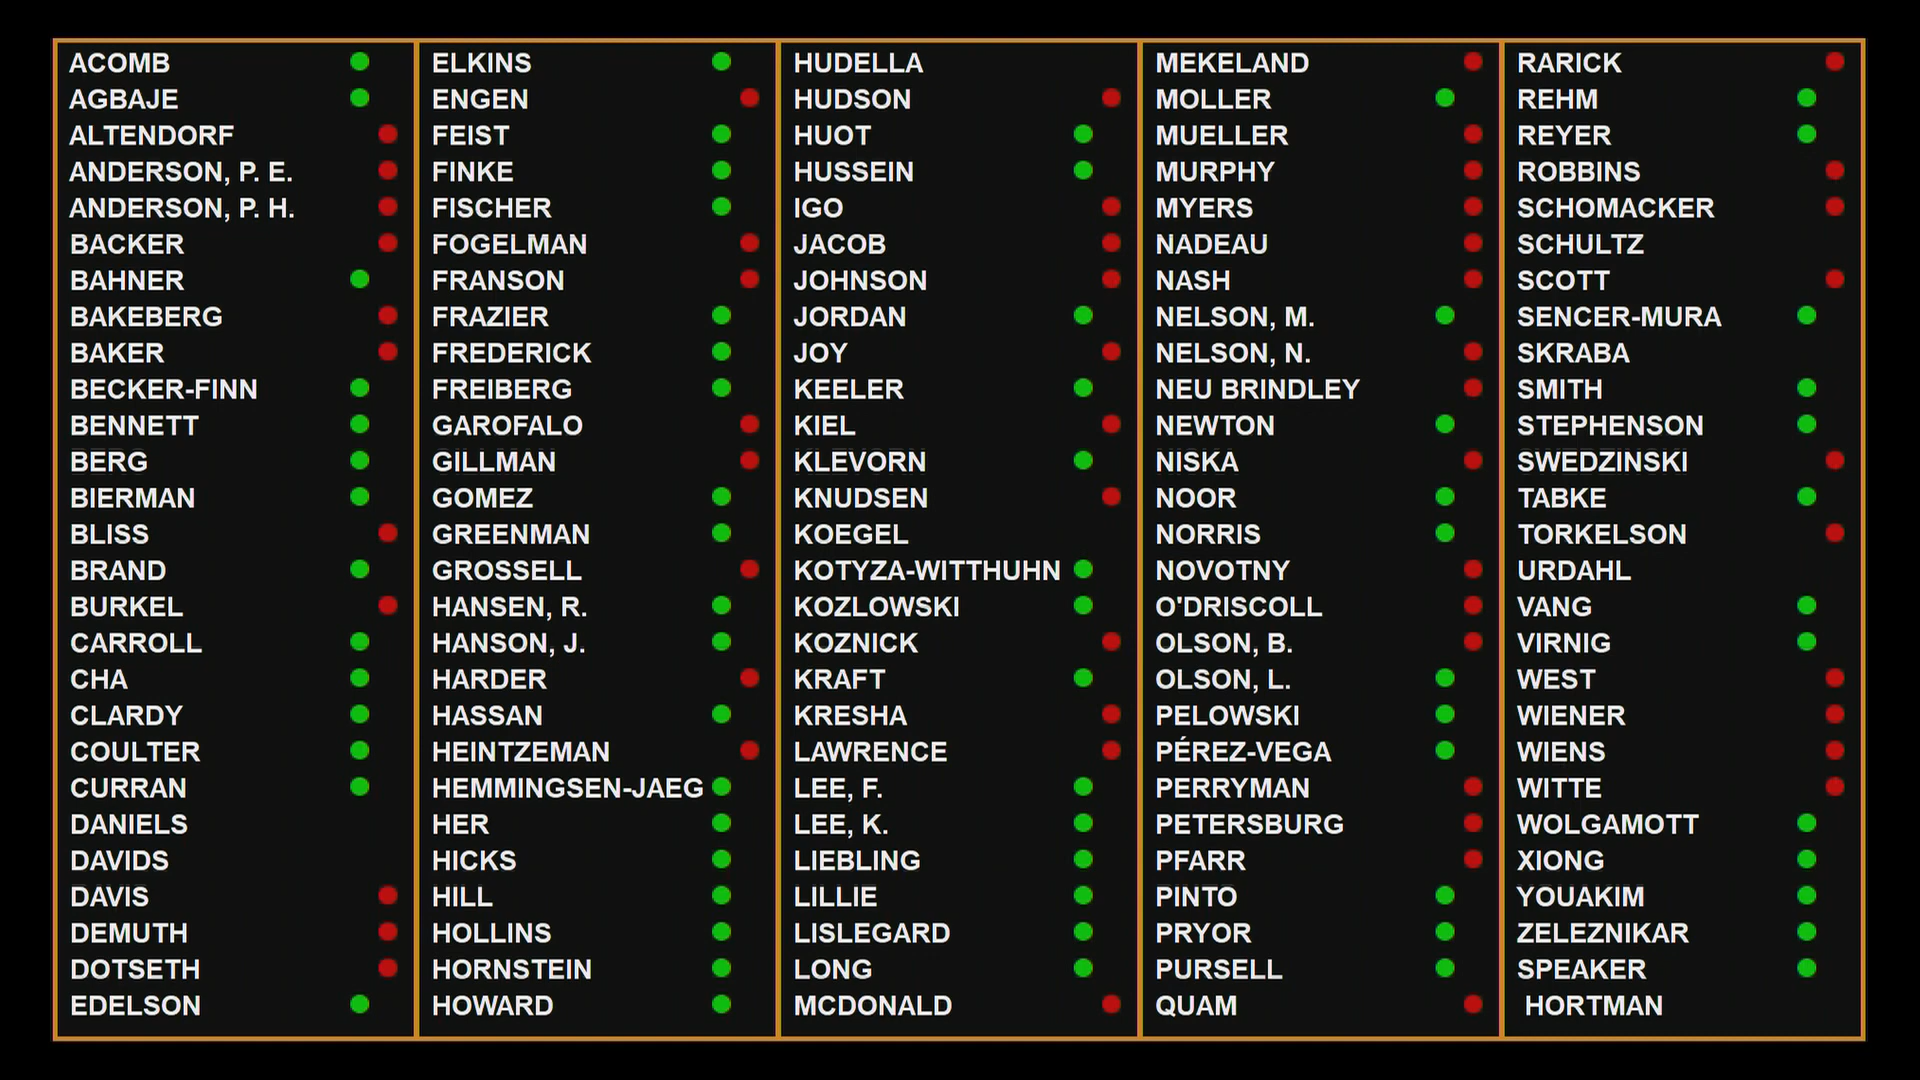 ACOMB
AGBAJE
ALTENDORF
ANDERSON, P. E.
ANDERSON, P. H.
BACKER
BAHNER
BAKEBERG
BAKER
BECKER-FINN
BENNETT
BERG
BIERMAN
BLISS
BRAND
BURKEL
CARROLL
CHA
CLARDY
COULTER
CURRAN
DANIELS
DAVIDS
DAVIS
DEMUTH
DOTSETH
EDELSON
ELKINS
ENGEN
FEIST
FINKE
FISCHER
FOGELMAN
FRANSON
FRAZIER
FREDERICK
FREIBERG
GAROFALO
GILLMAN
GOMEZ
GREENMAN
GROSSELL
HANSEN, R.
HANSON, J.
HARDER
HASSAN
HEINTZEMAN
HEMMINGSEN-JAEG
HER
HICKS
HILL
HOLLINS
HORNSTEIN
HOWARD
HUDELLA
HUDSON
HUOT
HUSSEIN
IGO
JACOB
JOHNSON
JORDAN
JOY
KEELER
KIEL
KLEVORN
KNUDSEN
KOEGEL
KOTYZA-WITTHUHN
KOZLOWSKI
KOZNICK
KRAFT
KRESHA
LAWRENCE
LEE, F.
LEE, K.
LIEBLING
LILLIE
LISLEGARD
LONG
MCDONALD
MEKELAND
MOLLER
MUELLER
MURPHY
MYERS
NADEAU
NASH
NELSON, M.
NELSON, N.
NEU BRINDLEY
NEWTON
NISKA
NOOR
NORRIS
NOVOTNY
O'DRISCOLL
OLSON, B.
OLSON, L.
PELOWSKI
PÉREZ-VEGA
PERRYMAN
PETERSBURG
PFARR
PINTO
PRYOR
PURSELL
QUAM
RARICK
REHM
REYER
ROBBINS
SCHOMACKER
SCHULTZ
SCOTT
SENCER-MURA
SKRABA
SMITH
STEPHENSON
SWEDZINSKI
TABKE
TORKELSON
URDAHL
VANG
VIRNIG
WEST
WIENER
WIENS
WITTE
WOLGAMOTT
XIONG
YOUAKIM
ZELEZNIKAR
SPEAKER
HORTMAN